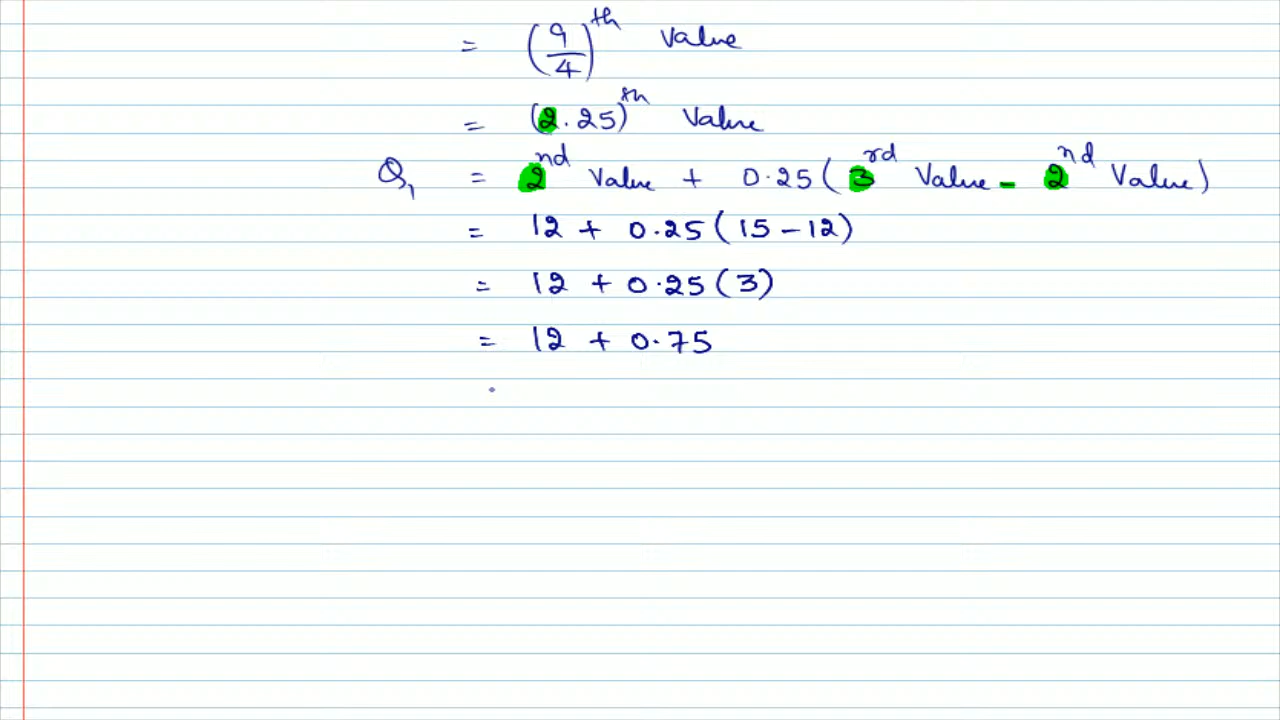 = (9/4)^th Value
= (2.25)^th Value
Q₁ = 2^nd Value + 0.25 ( 3^rd Value - 2^nd Value )
= 12 + 0.25 ( 15 - 12 )
= 12 + 0.25 ( 3 )
= 12 + 0.75